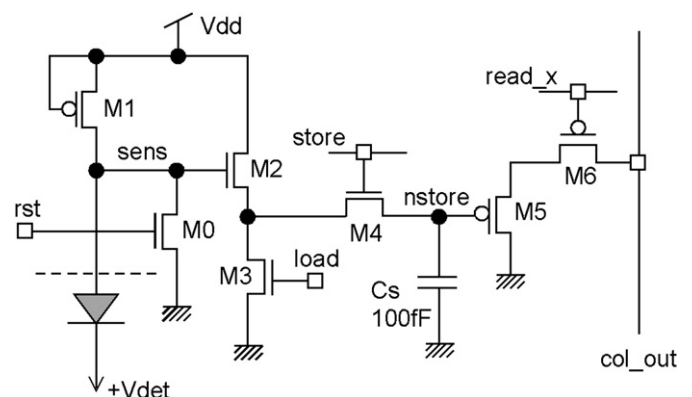 Vdd
read_x
M1
store
sens
M2
nstore
M6
rst
M0
M4
M5
load
M3
Cs
100fF
col_out
+Vdet